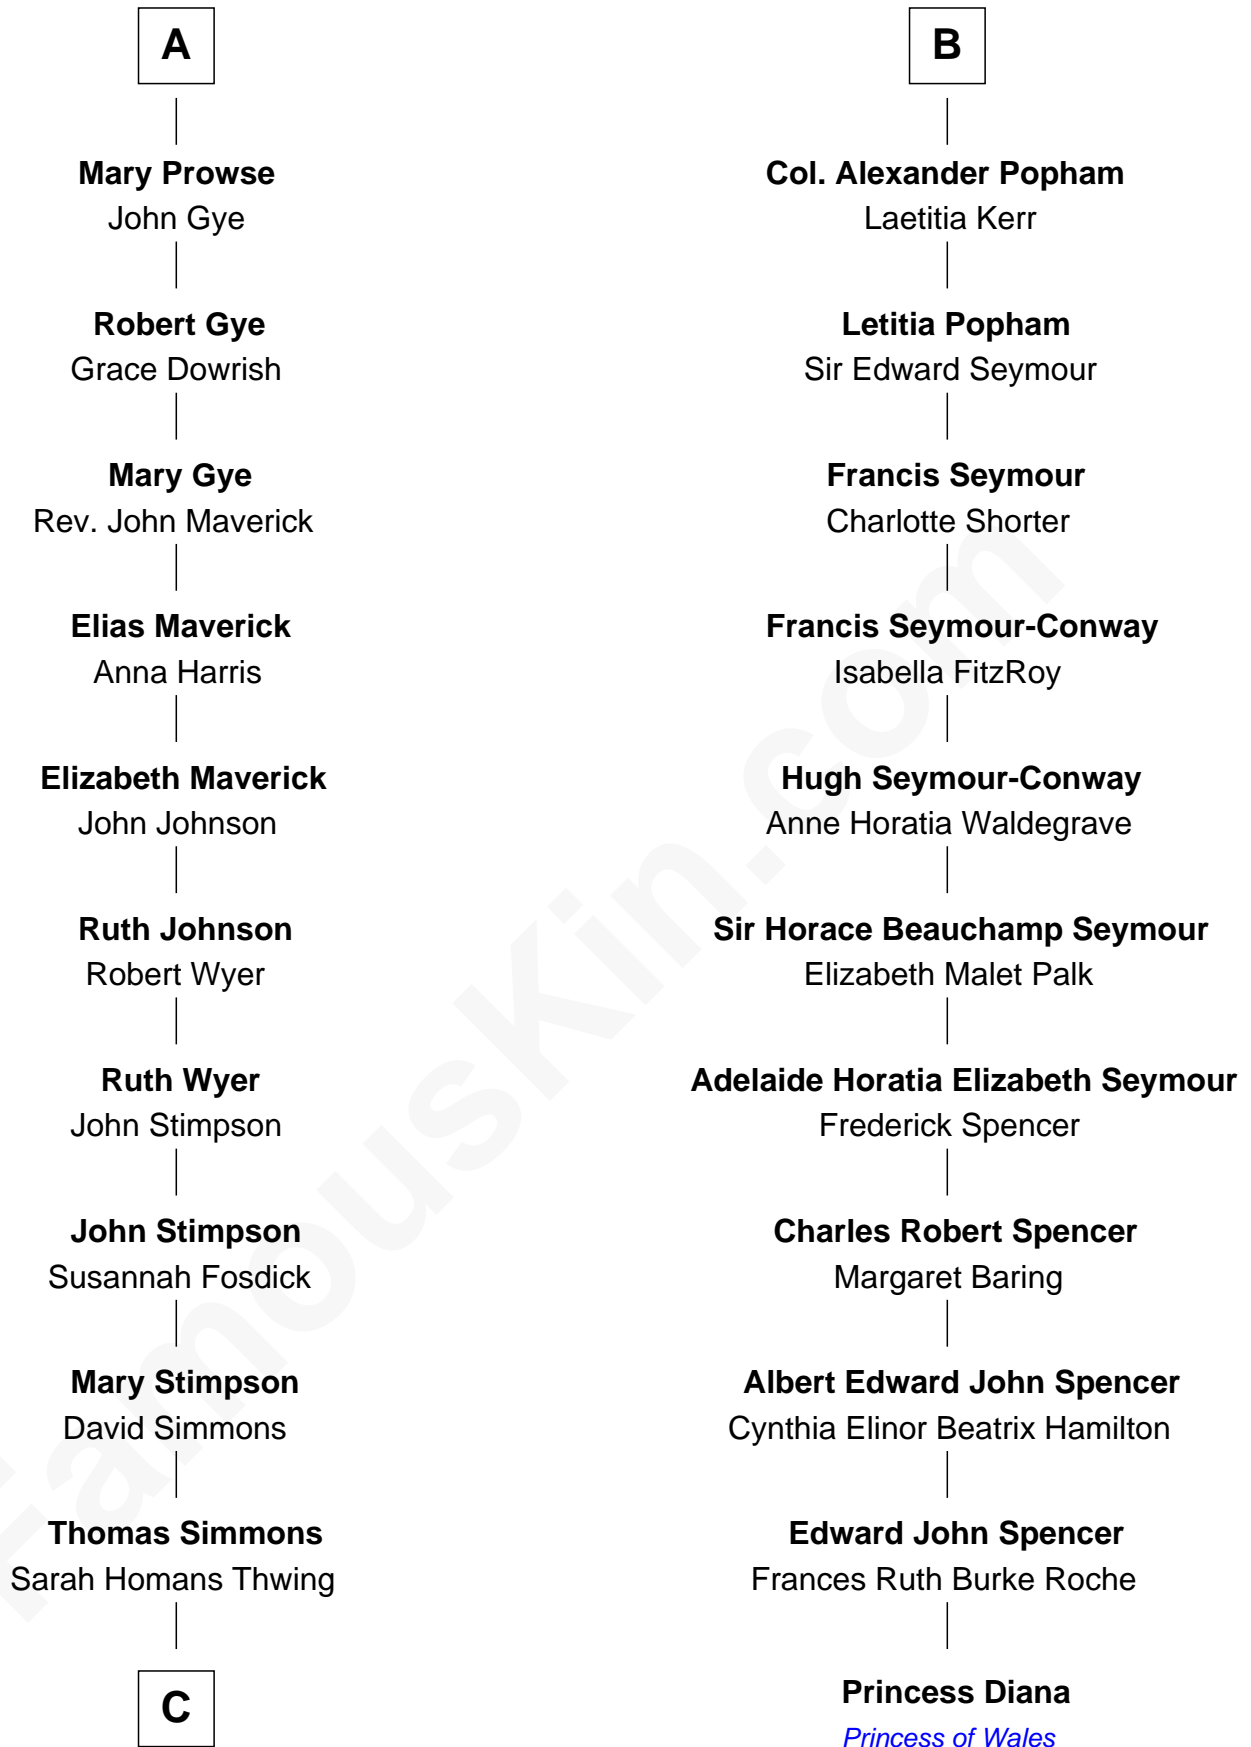 A
Mary Prowse
John Gye
Robert Gye
Grace Dowrish
Mary Gye
Rev. John Maverick
Elias Maverick
Anna Harris
Elizabeth Maverick
John Johnson
Ruth Johnson
Robert Wyer
Ruth Wyer
John Stimpson
John Stimpson
Susannah Fosdick
Mary Stimpson
David Simmons
Thomas Simmons
Sarah Homans Thwing
C
B
Col. Alexander Popham
Laetitia Kerr
Letitia Popham
Sir Edward Seymour
Francis Seymour
Charlotte Shorter
Francis Seymour-Conway
Isabella FitzRoy
Hugh Seymour-Conway
Anne Horatia Waldegrave
Sir Horace Beauchamp Seymour
Elizabeth Malet Palk
Adelaide Horatia Elizabeth Seymour
Frederick Spencer
Charles Robert Spencer
Margaret Baring
Albert Edward John Spencer
Cynthia Elinor Beatrix Hamilton
Edward John Spencer
Frances Ruth Burke Roche
Princess Diana
Princess of Wales
FamousKin.com